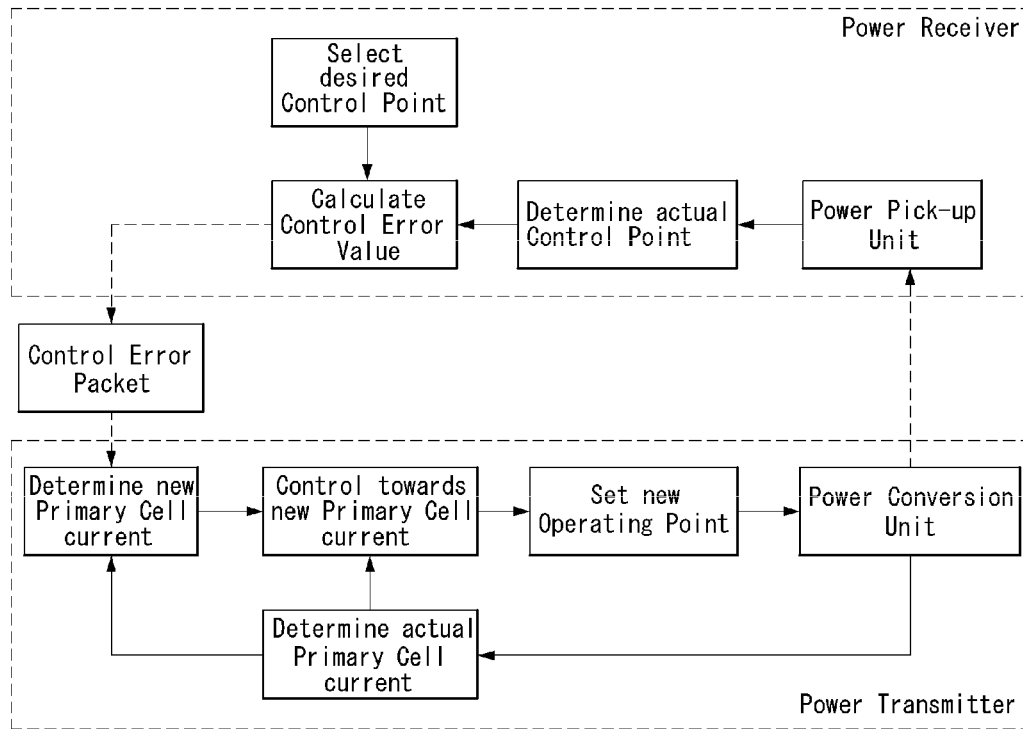 Power Receiver
Select
desired
Control Point
Calculate
Control Error
Value
Determine actual
Control Point
Power Pick-up
Unit
Control Error
Packet
Determine new
Primary Cell
current
Control towards
new Primary Cell
current
Set new
Operating Point
Power Conversion
Unit
Determine actual
Primary Cell
current
Power Transmitter